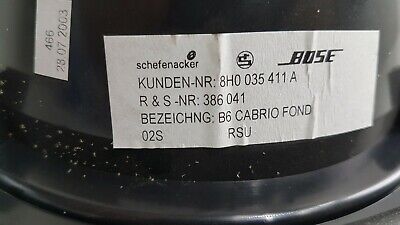 466
28 07 2003
schefenacker
BOSE
KUNDEN-NR: 8H0 035 411 A
R & S -NR: 386 041
BEZEICHNG: B6 CABRIO FOND
02S RSU